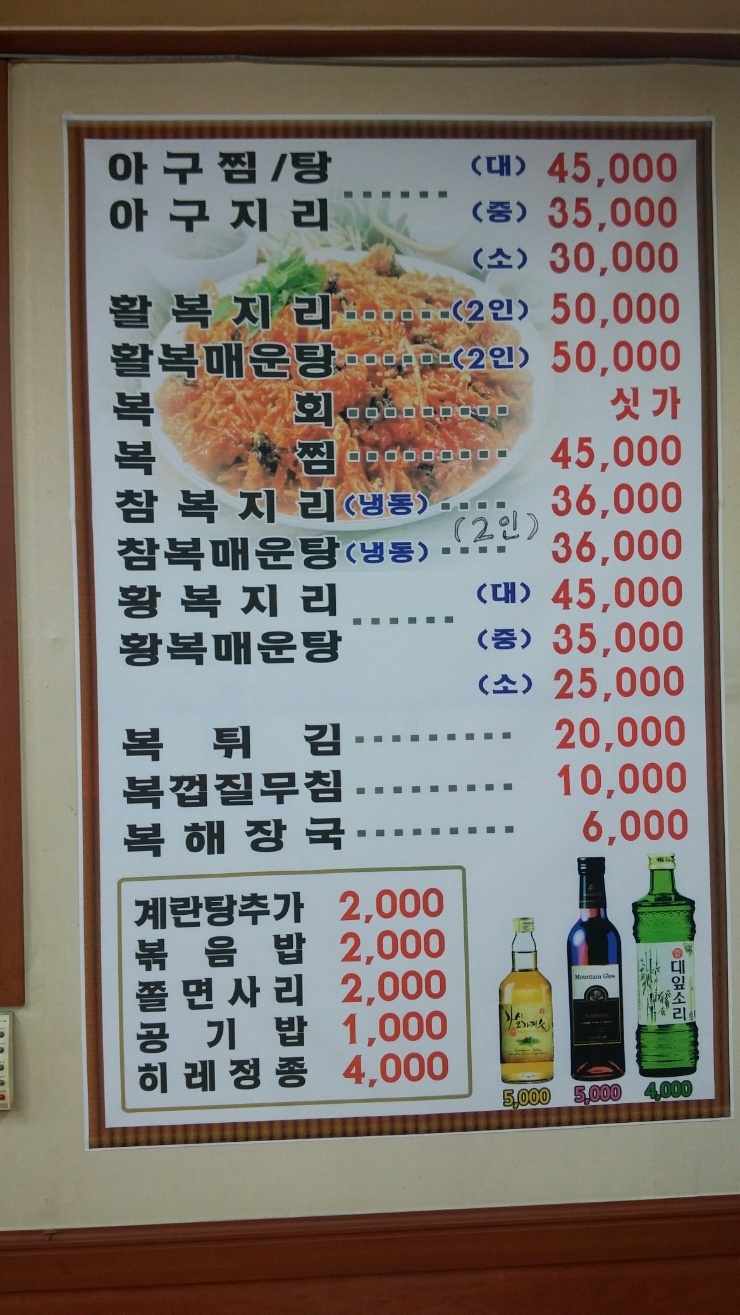 아구찜/탕 (대) 45,000
아구지리 ...... (중) 35,000
(소) 30,000
활복지리 ...... (2인) 50,000
활복매운탕 ...... (2인) 50,000
복 회 ......... 싯가
복 찜 ......... 45,000
참복지리 (냉동) .... 36,000
(2인)
참복매운탕 (냉동) .... 36,000
황복지리 (대) 45,000
황복매운탕 ...... (중) 35,000
(소) 25,000
복 튀 김 ......... 20,000
복껍질무침 ......... 10,000
복해장국 ......... 6,000
계란탕추가 2,000
볶 음 밥 2,000
쫄면사리 2,000
공 기 밥 1,000
히레정종 4,000
Mountain Glow
대잎소리
5,000 5,000 4,000